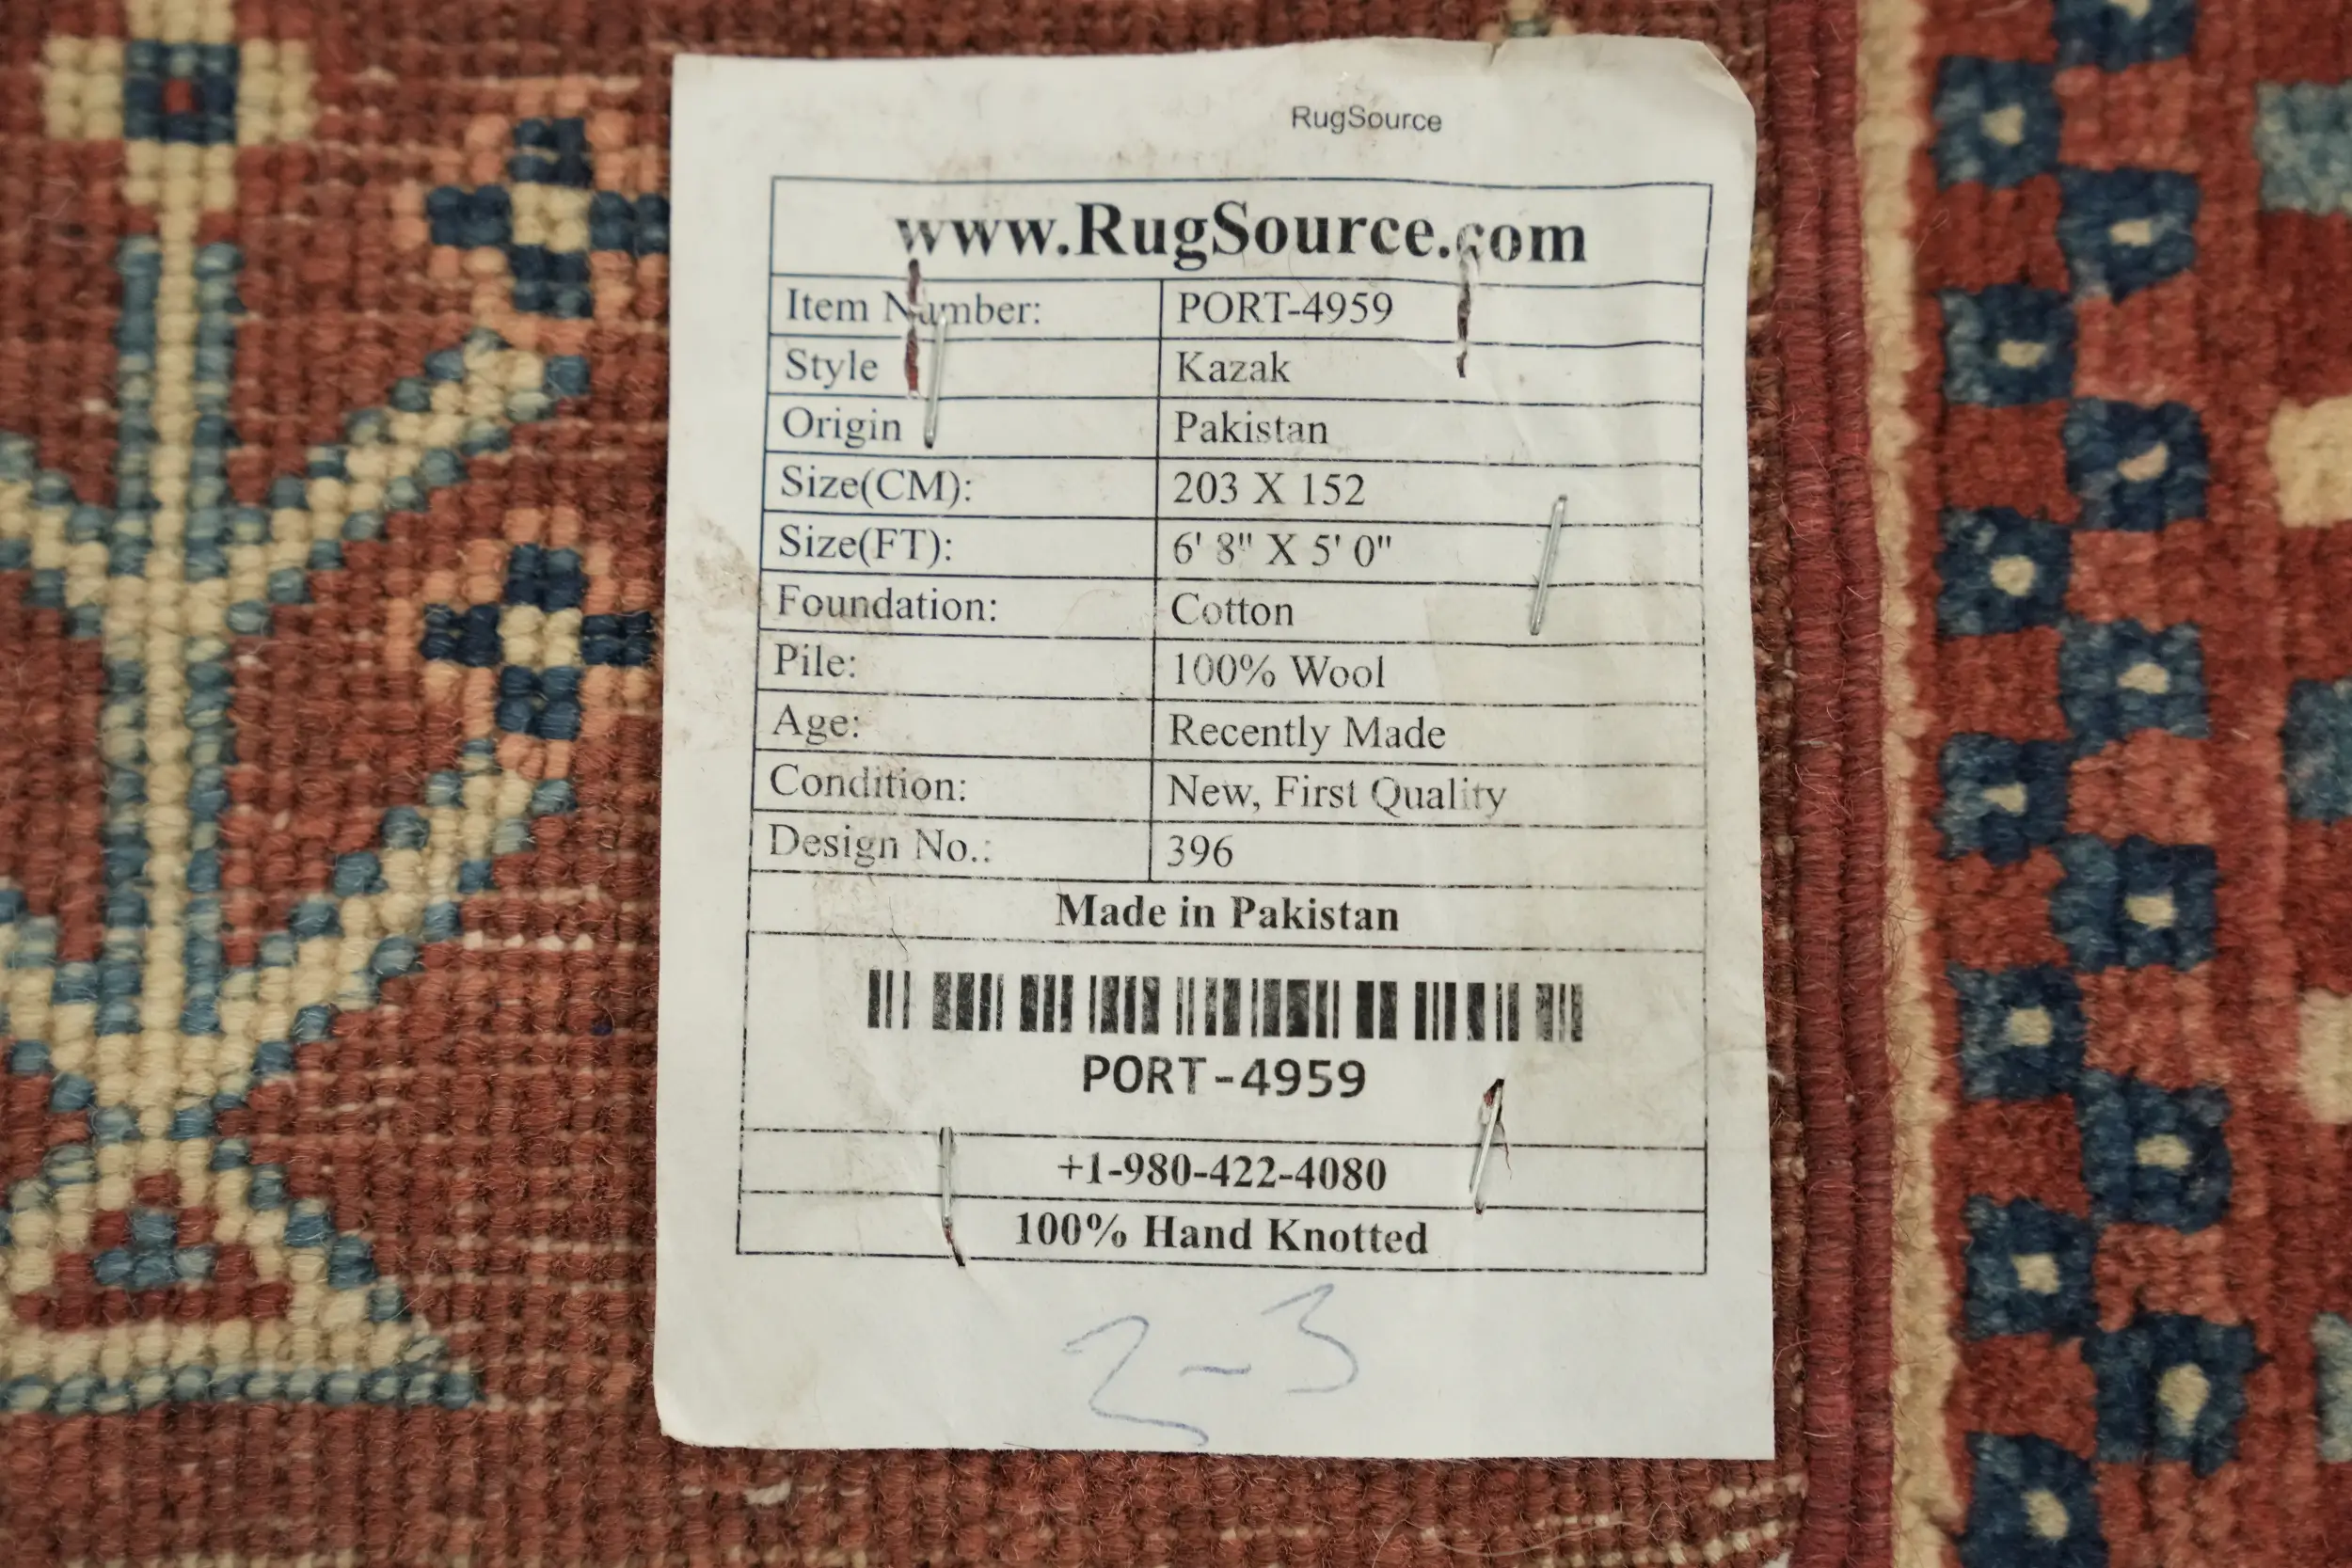 RugSource
www.RugSource.com
Item Number: PORT-4959
Style Kazak
Origin Pakistan
Size(CM): 203 X 152
Size(FT): 6' 8" X 5' 0"
Foundation: Cotton
Pile: 100% Wool
Age: Recently Made
Condition: New, First Quality
Design No.: 396
Made in Pakistan
PORT-4959
+1-980-422-4080
100% Hand Knotted
2-3